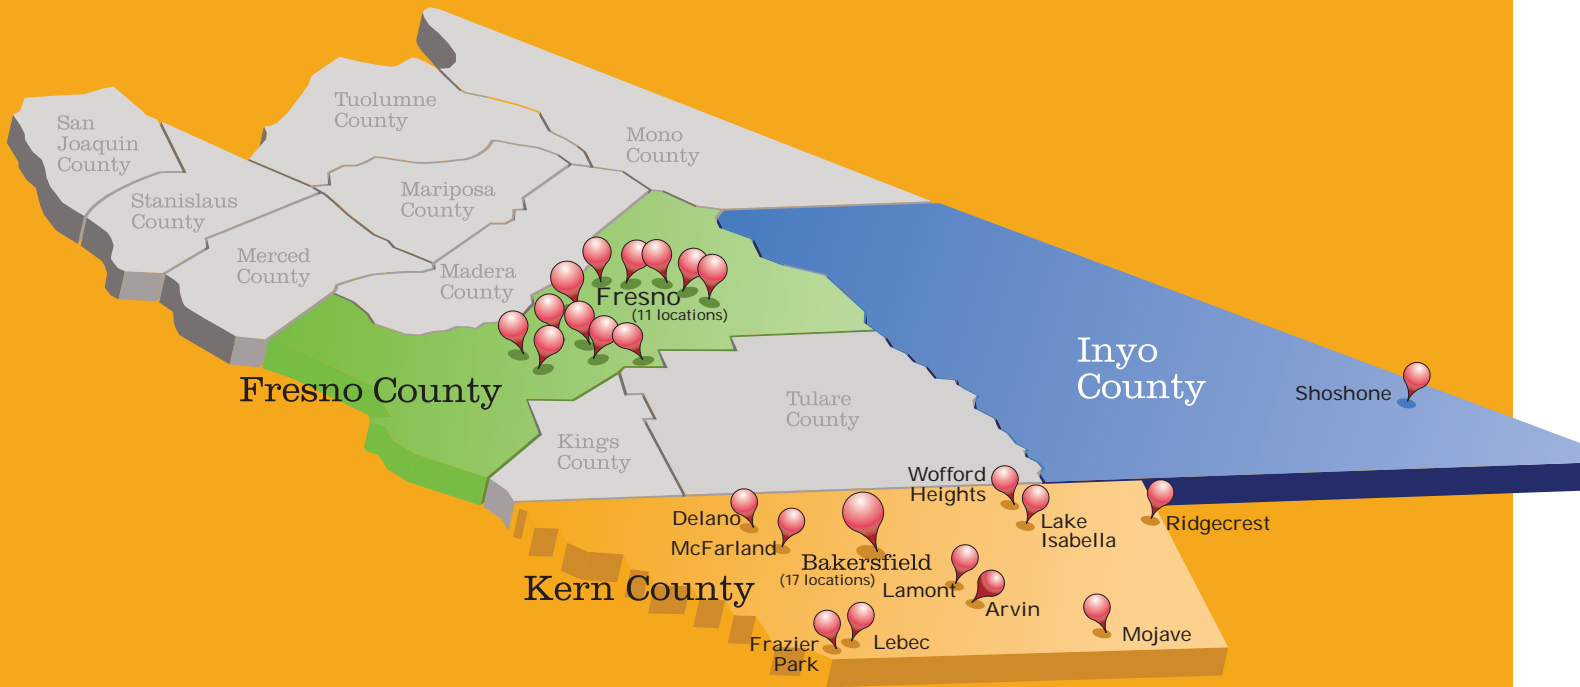 Tuolumne
County
San
Joaquin
County
Mono
County
Mariposa
County
Stanislaus
County
Merced
County
Madera
County
Fresno
(11 locations)
Inyo
County
Fresno County
Shoshone
Tulare
County
Kings
County
Wofford
Heights
Delano
Lake
Isabella
Ridgecrest
McFarland
Bakersfield
(17 locations)
Kern County
Lamont
Arvin
Mojave
Frazier
Park
Lebec